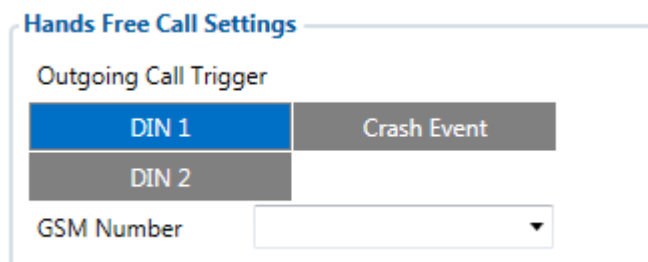 Hands Free Call Settings
Outgoing Call Trigger
DIN 1 Crash Event
DIN 2
GSM Number